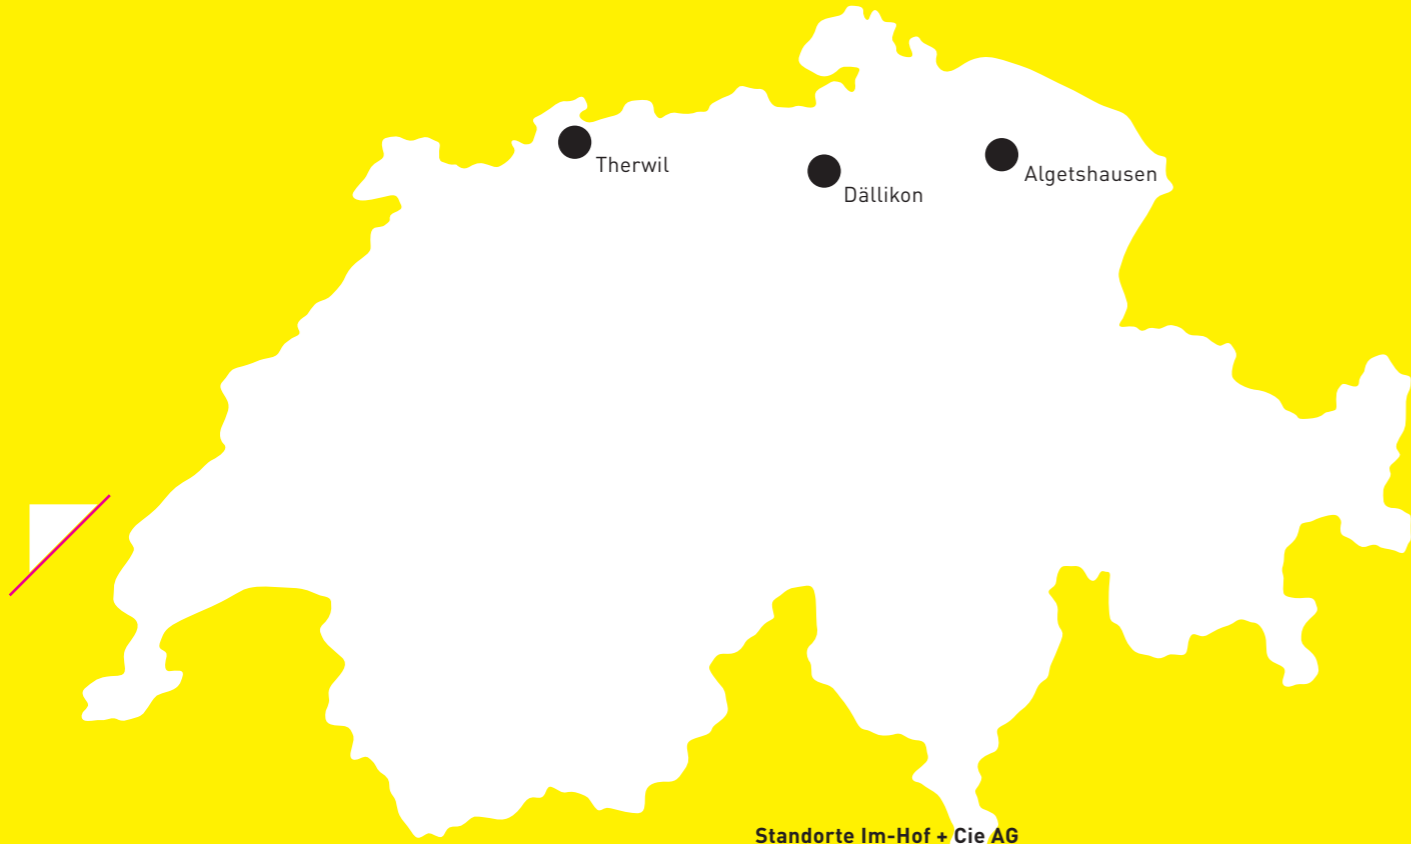 Therwil
Dällikon
Algetshausen
Standorte Im-Hof + Cie AG